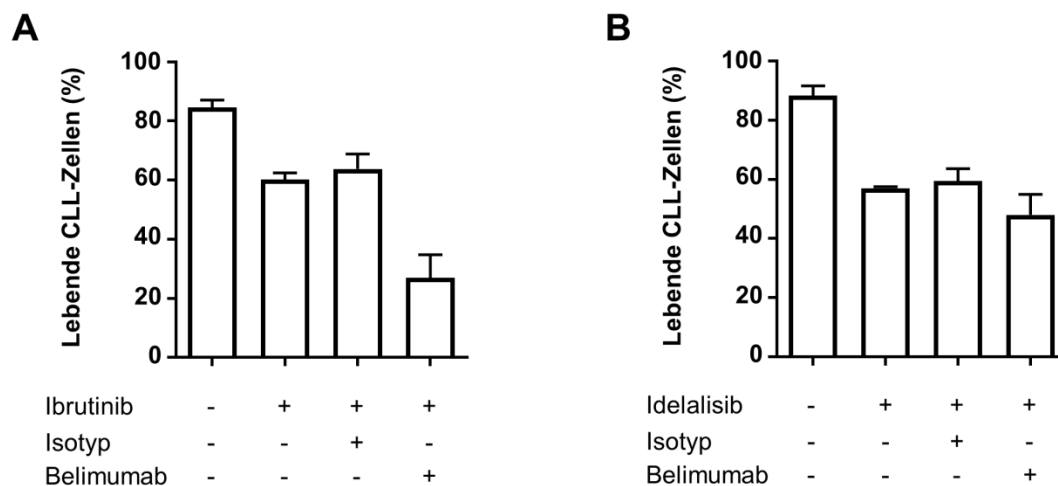 A
Lebende CLL-Zellen (%)
100
80
60
40
20
0
Ibrutinib - + + +
Isotyp - - + -
Belimumab - - - +
B
Lebende CLL-Zellen (%)
100
80
60
40
20
0
Idelalisib - + + +
Isotyp - - + -
Belimumab - - - +